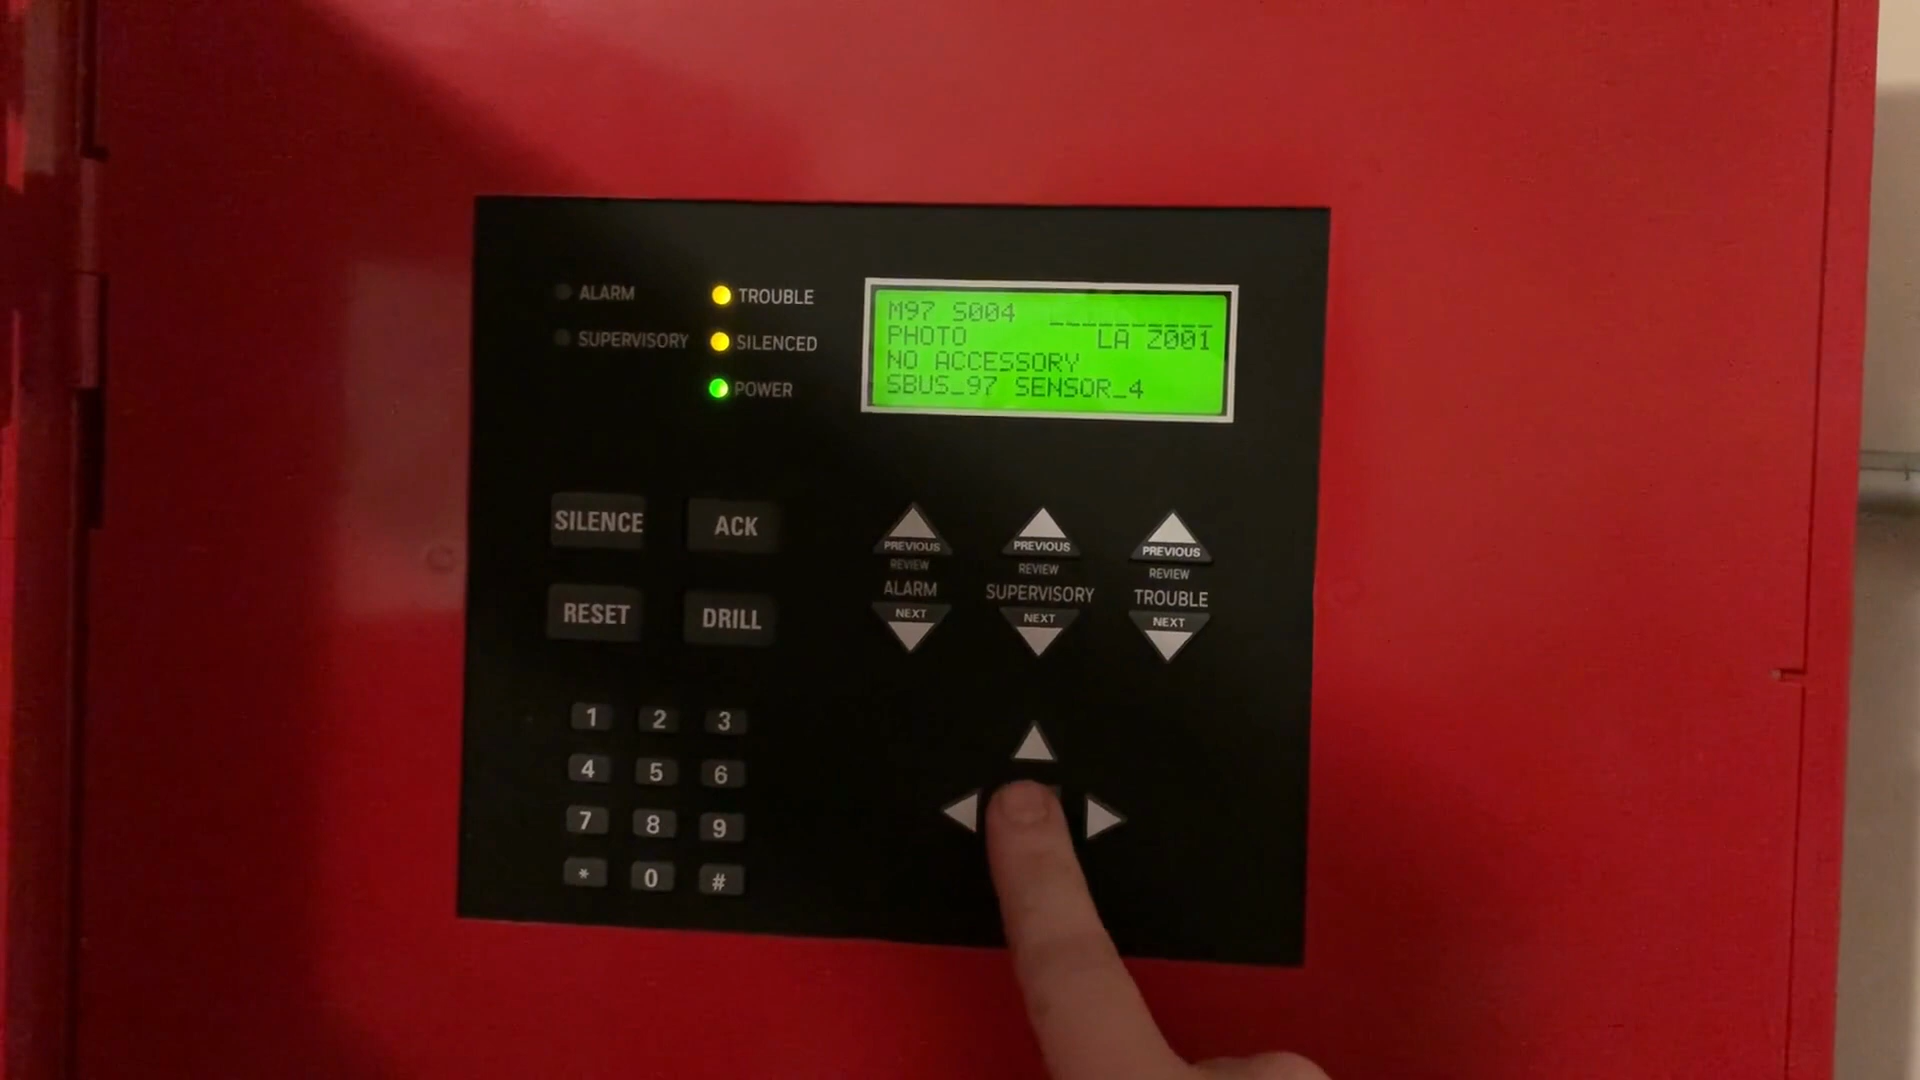 ALARM
TROUBLE
SUPERVISORY
SILENCED
POWER
M97 S004 __________
PHOTO LA Z001
NO ACCESSORY
SBUS_97 SENSOR_4
SILENCE ACK
RESET DRILL
PREVIOUS
REVIEW
ALARM
NEXT
PREVIOUS
REVIEW
SUPERVISORY
NEXT
PREVIOUS
REVIEW
TROUBLE
NEXT
1 2 3
4 5 6
7 8 9
* 0 #